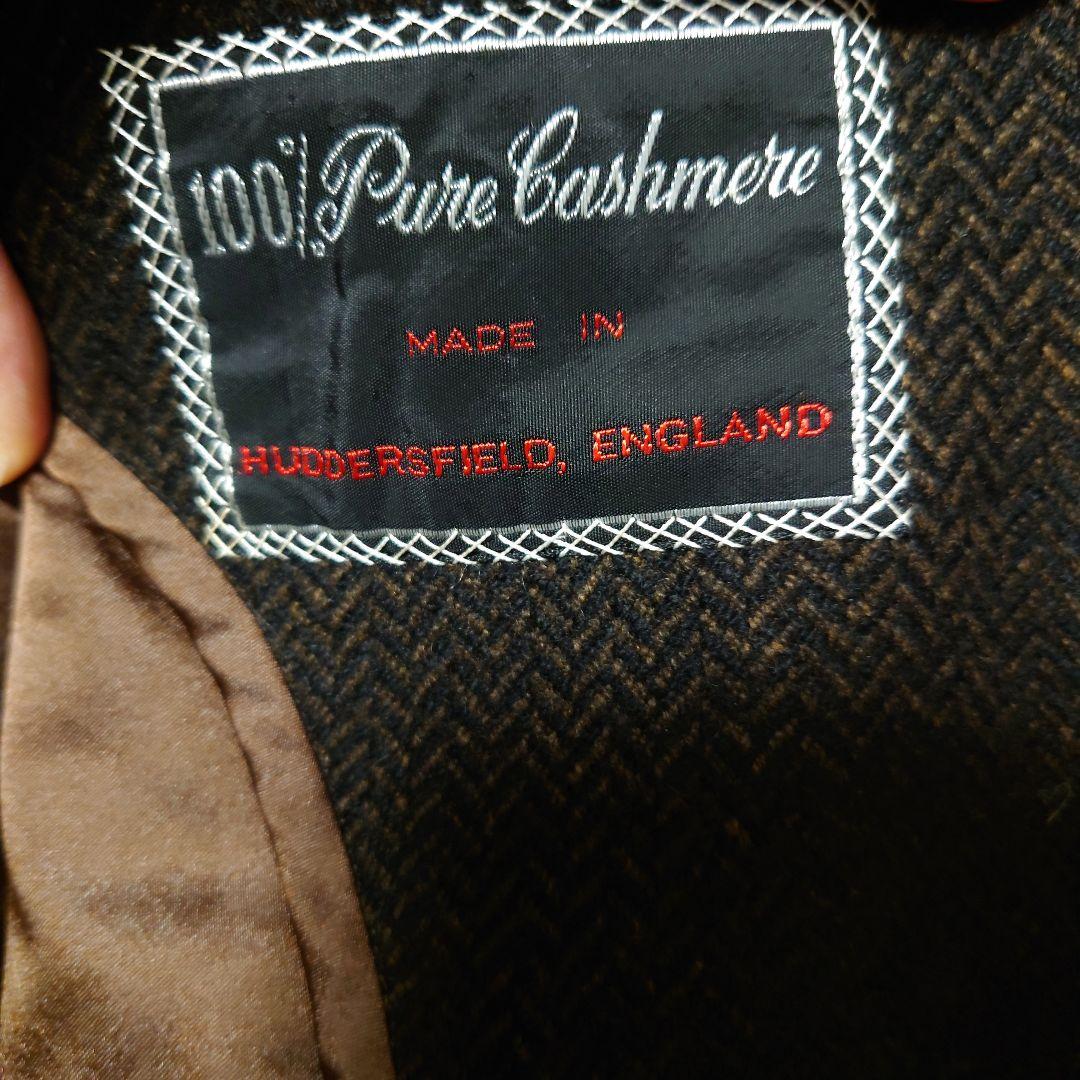 100% Pure Cashmere
MADE IN
HUDDERSFIELD, ENGLAND